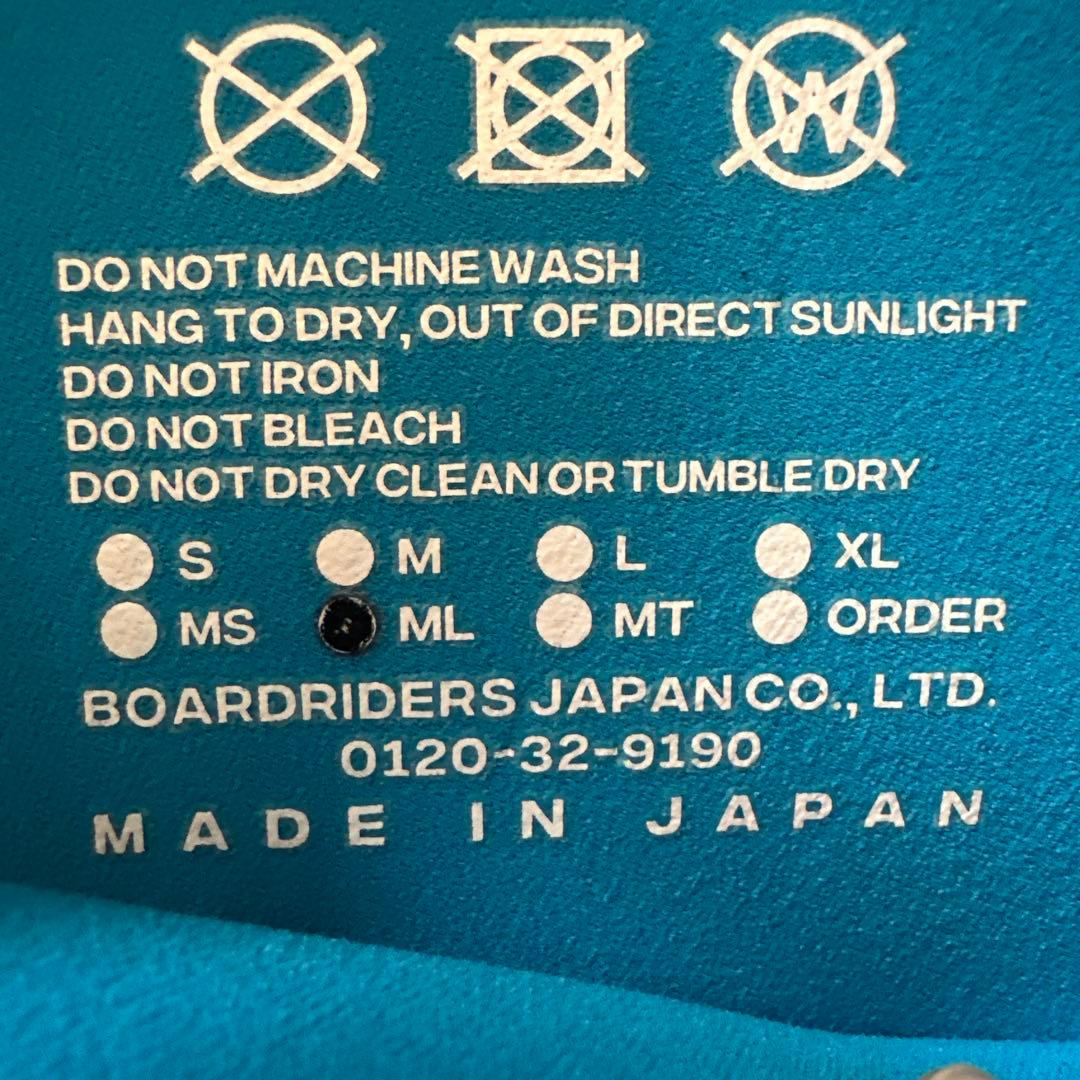 W
DO NOT MACHINE WASH
HANG TO DRY, OUT OF DIRECT SUNLIGHT
DO NOT IRON
DO NOT BLEACH
DO NOT DRY CLEAN OR TUMBLE DRY
S M L XL
MS ML MT ORDER
BOARDRIDERS JAPAN CO., LTD.
0120-32-9190
MADE IN JAPAN